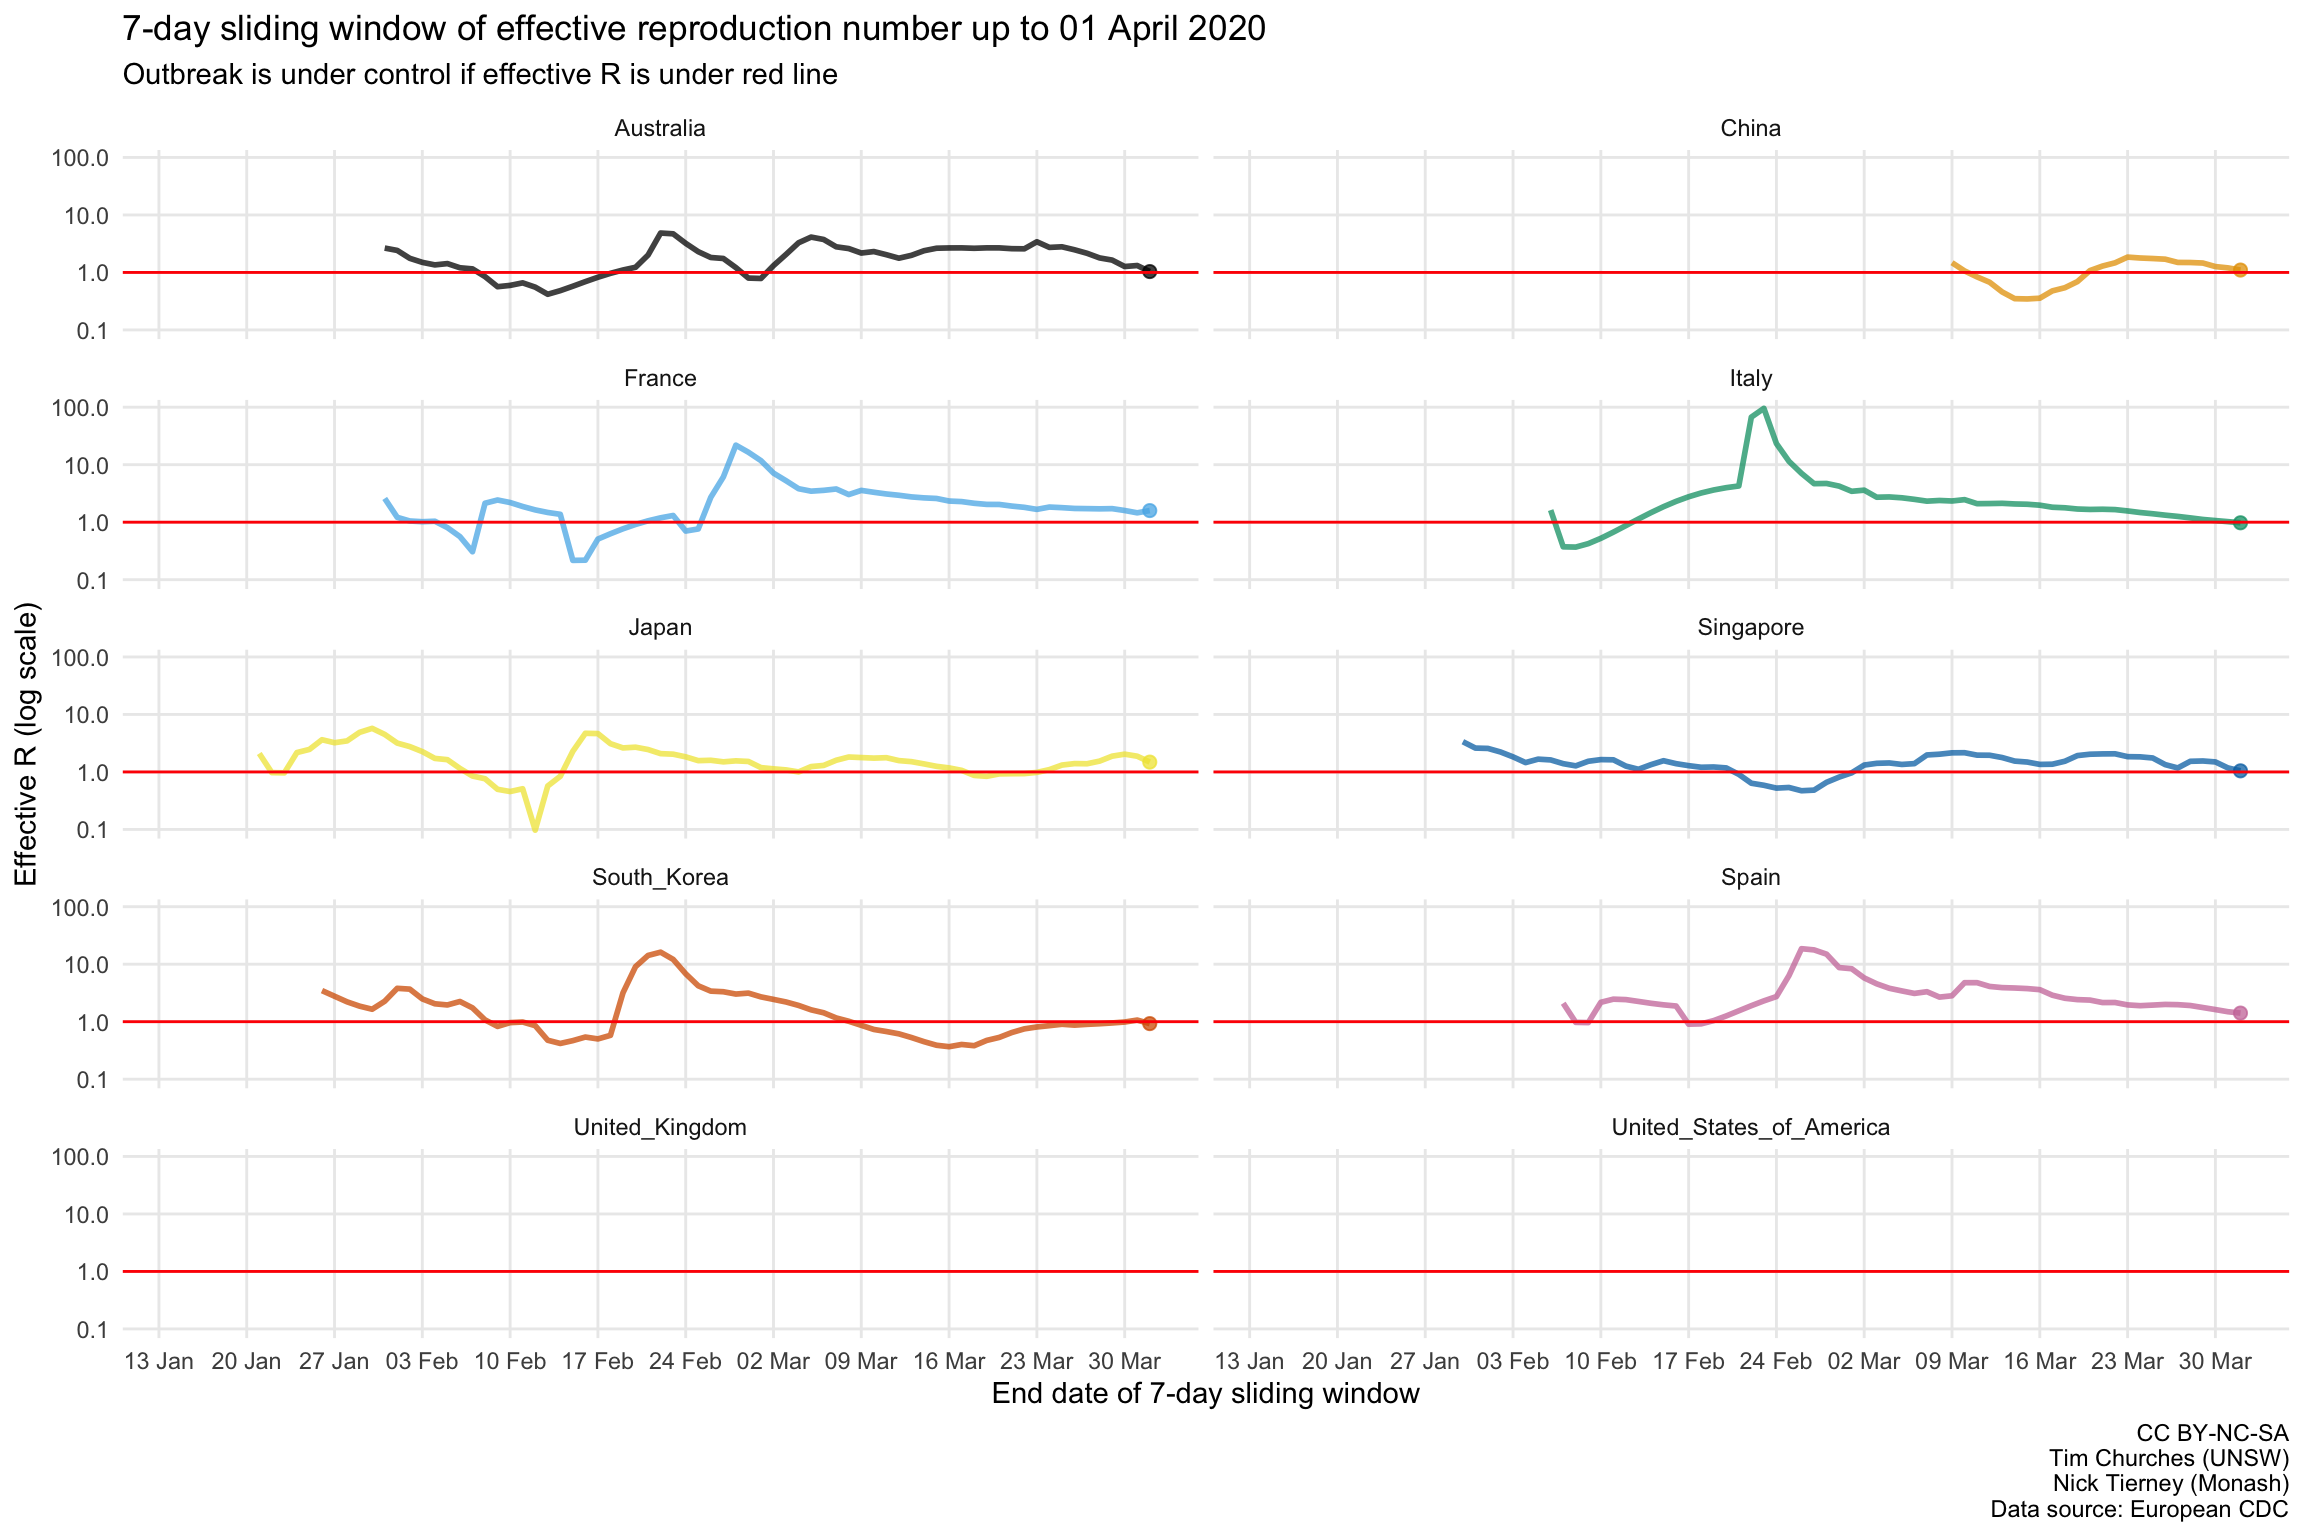 7-day sliding window of effective reproduction number up to 01 April 2020
Outbreak is under control if effective R is under red line
Australia
China
100.0
10.0
1.0
0.1
France
Italy
100.0
10.0
1.0
0.1
Japan
Singapore
100.0
10.0
1.0
0.1
Effective R (log scale)
South_Korea
Spain
100.0
10.0
1.0
0.1
United_Kingdom
United_States_of_America
100.0
10.0
1.0
0.1
13 Jan 20 Jan 27 Jan 03 Feb 10 Feb 17 Feb 24 Feb 02 Mar 09 Mar 16 Mar 23 Mar 30 Mar
13 Jan 20 Jan 27 Jan 03 Feb 10 Feb 17 Feb 24 Feb 02 Mar 09 Mar 16 Mar 23 Mar 30 Mar
End date of 7-day sliding window
CC BY-NC-SA
Tim Churches (UNSW)
Nick Tierney (Monash)
Data source: European CDC